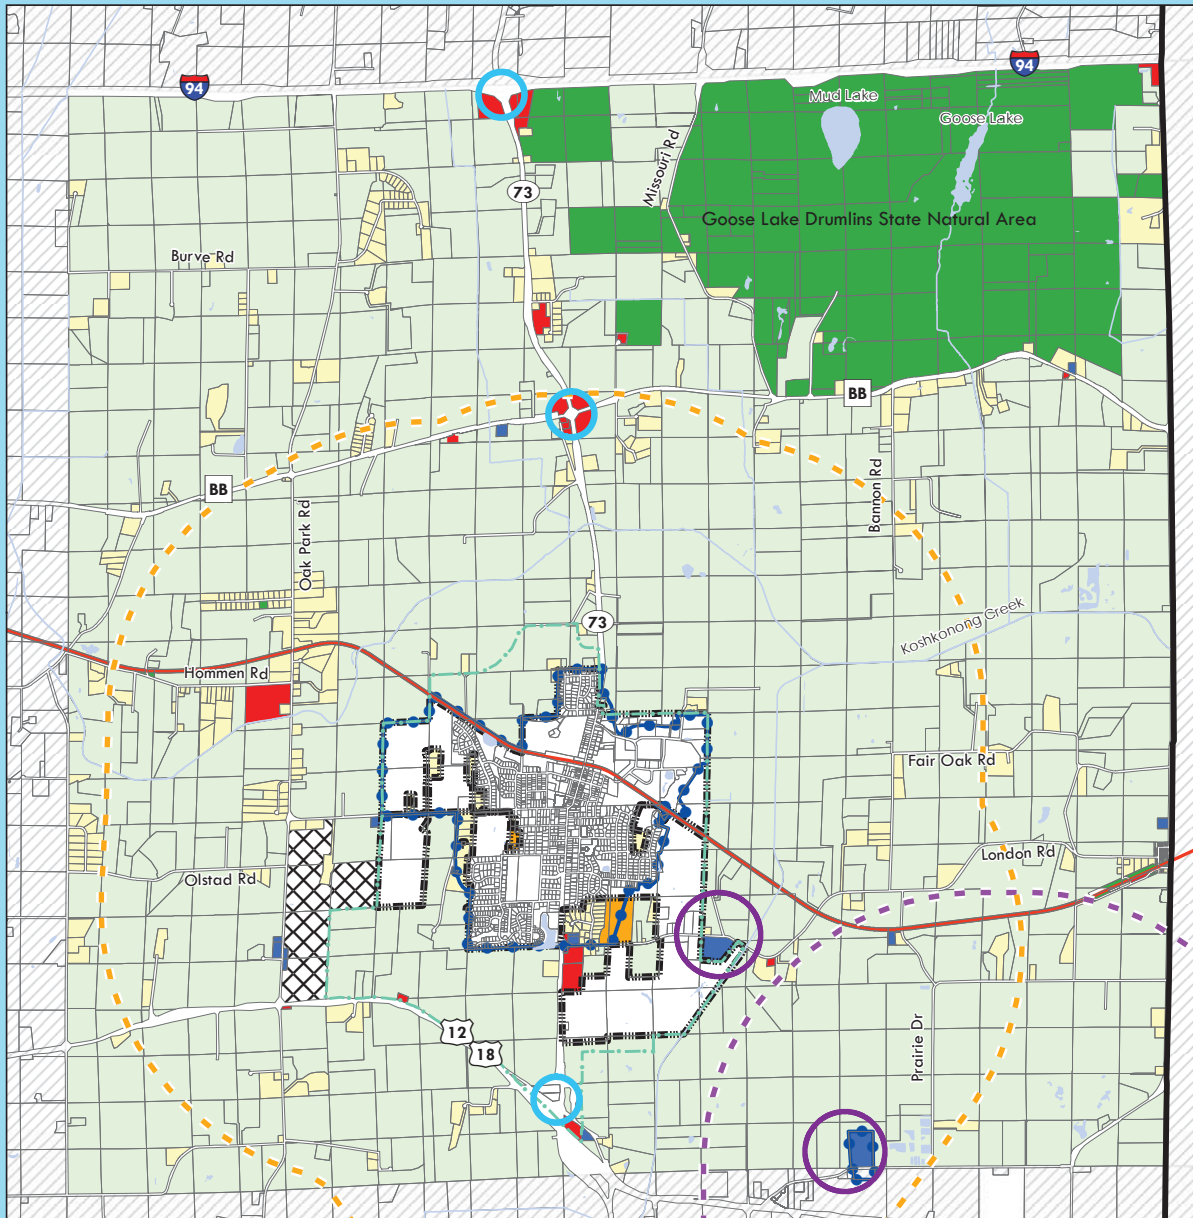 94
94
Mud Lake
Goose Lake
Missouri Rd
73
Goose Lake Drumlins State Natural Area
Burve Rd
BB
BB
Bannon Rd
Oak Park Rd
73
Koshkonong Creek
Hommen Rd
Fair Oak Rd
London Rd
Olstad Rd
12
18
Prairie Dr